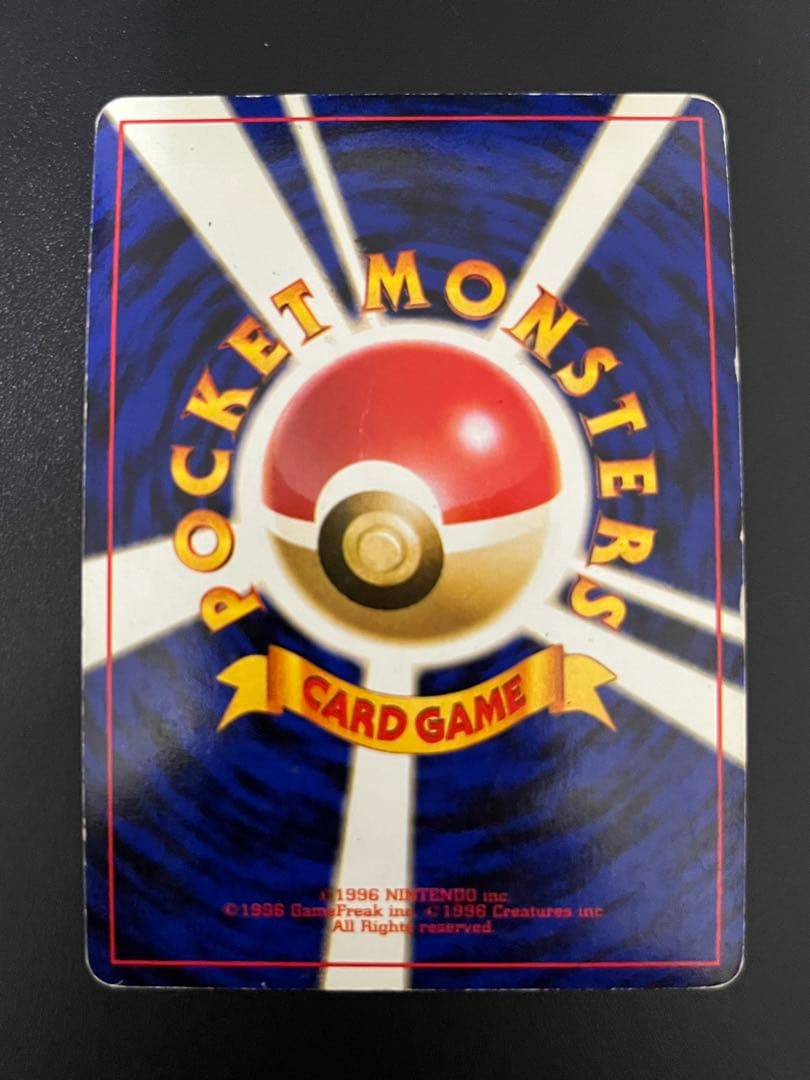 POCKET MONSTERS
CARD GAME
©1996 NINTENDO inc.
©1996 GameFreak inc. ©1996 Creatures inc.
All Rights reserved.